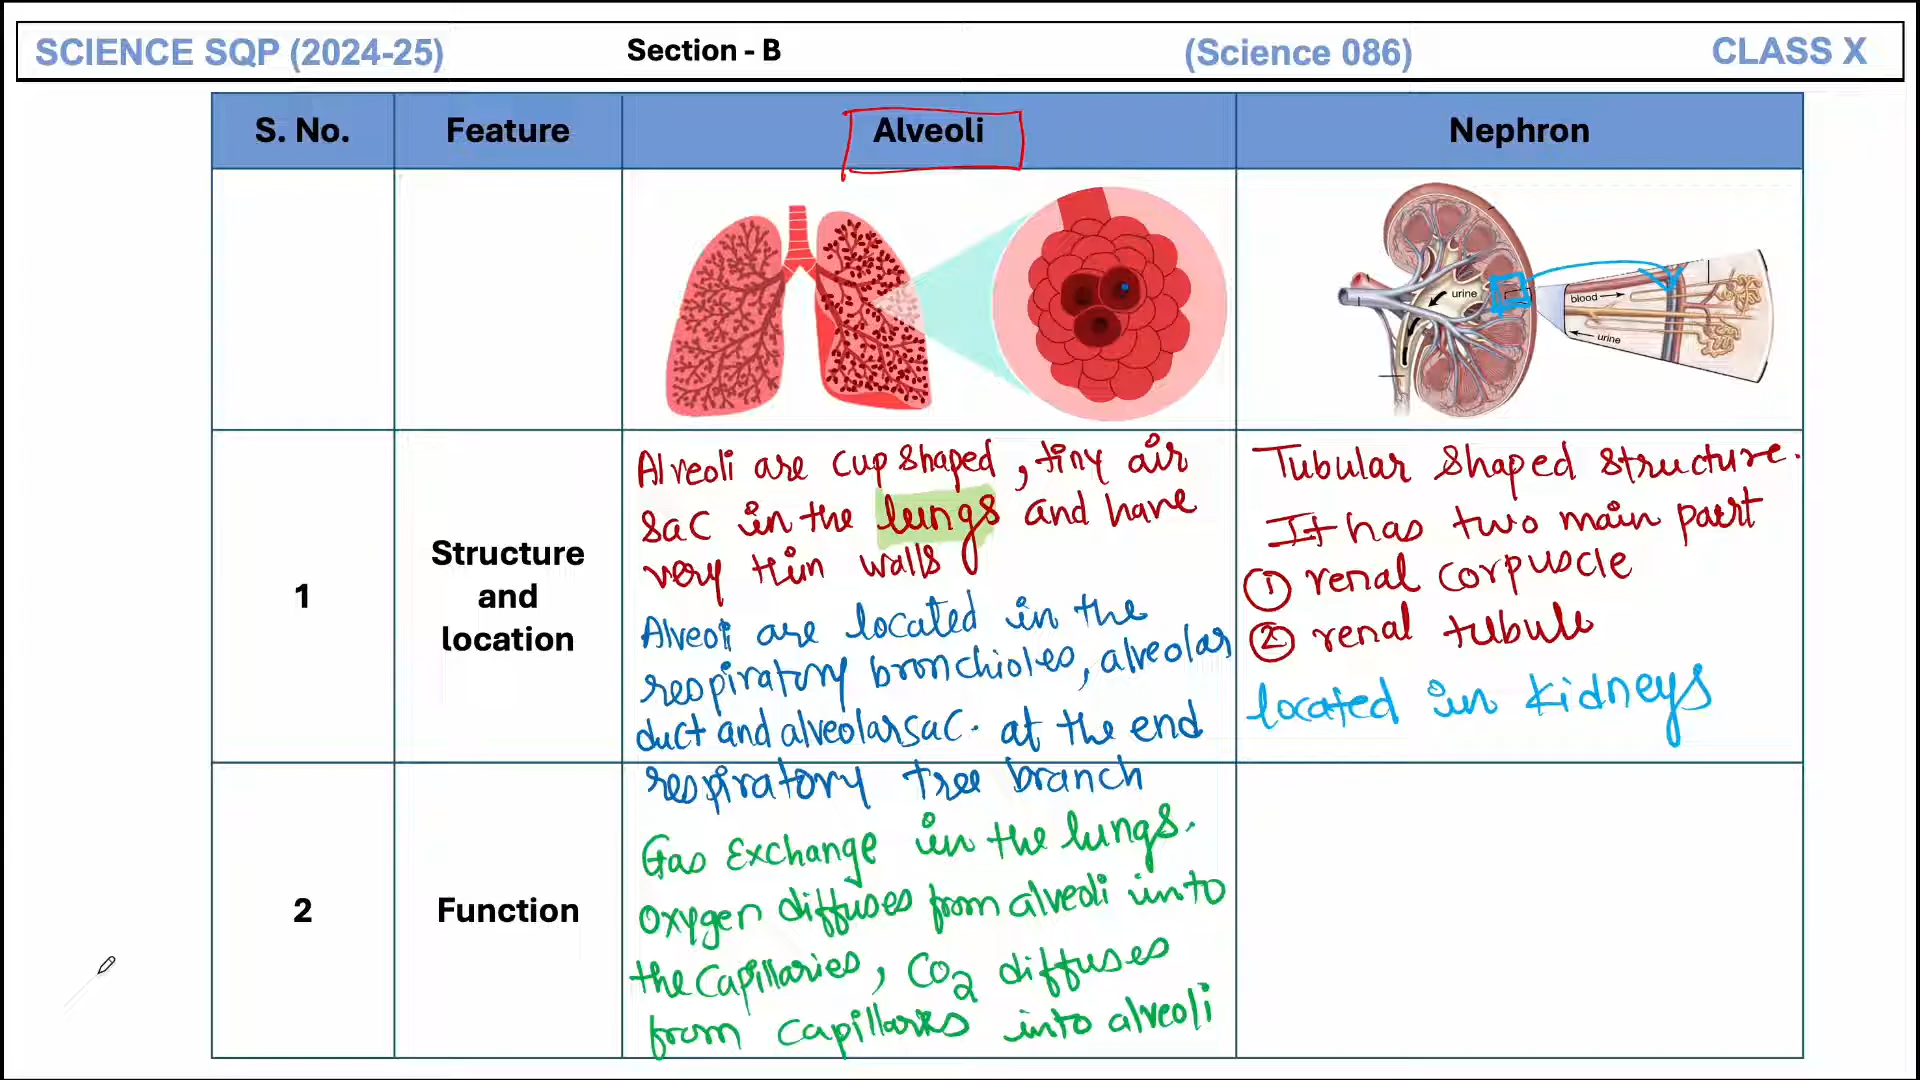 SCIENCE SQP (2024-25) Section - B (Science 086) CLASS X
S. No. Feature Alveoli Nephron
urine
blood
urine
1
Structure
and
location
Alveoli are cup shaped, tiny air
sac in the lungs and have
very thin walls
Alveoli are located in the
respiratory bronchioles, alveolar
duct and alveolar sac. at the end
respiratory tree branch
Tubular shaped structure.
It has two main part
① renal corpuscle
② renal tubule
located in kidneys
2
Function
Gas Exchange in the lungs.
oxygen diffuses from alveoli into
the capillaries, CO2 diffuses
from capillaries into alveoli